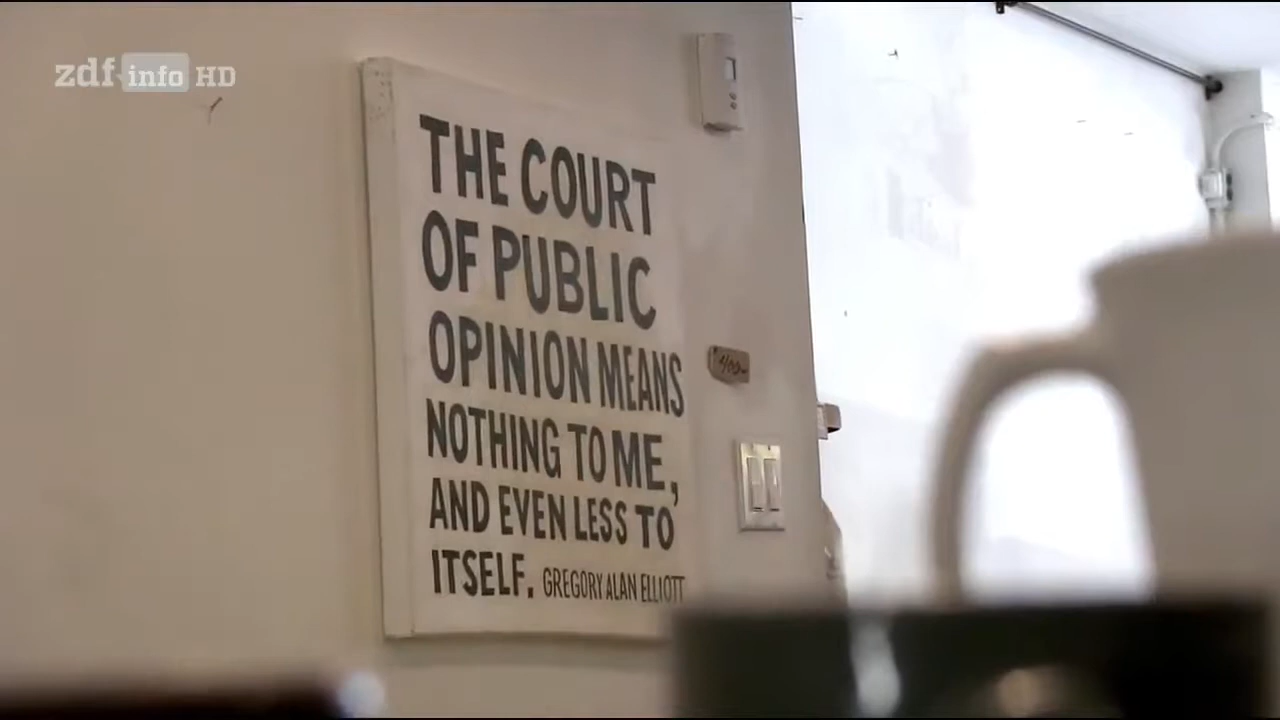 zdf info HD
THE COURT
OF PUBLIC
OPINION MEANS
NOTHING TO ME,
AND EVEN LESS TO
ITSELF. GREGORY ALAN ELLIOTT